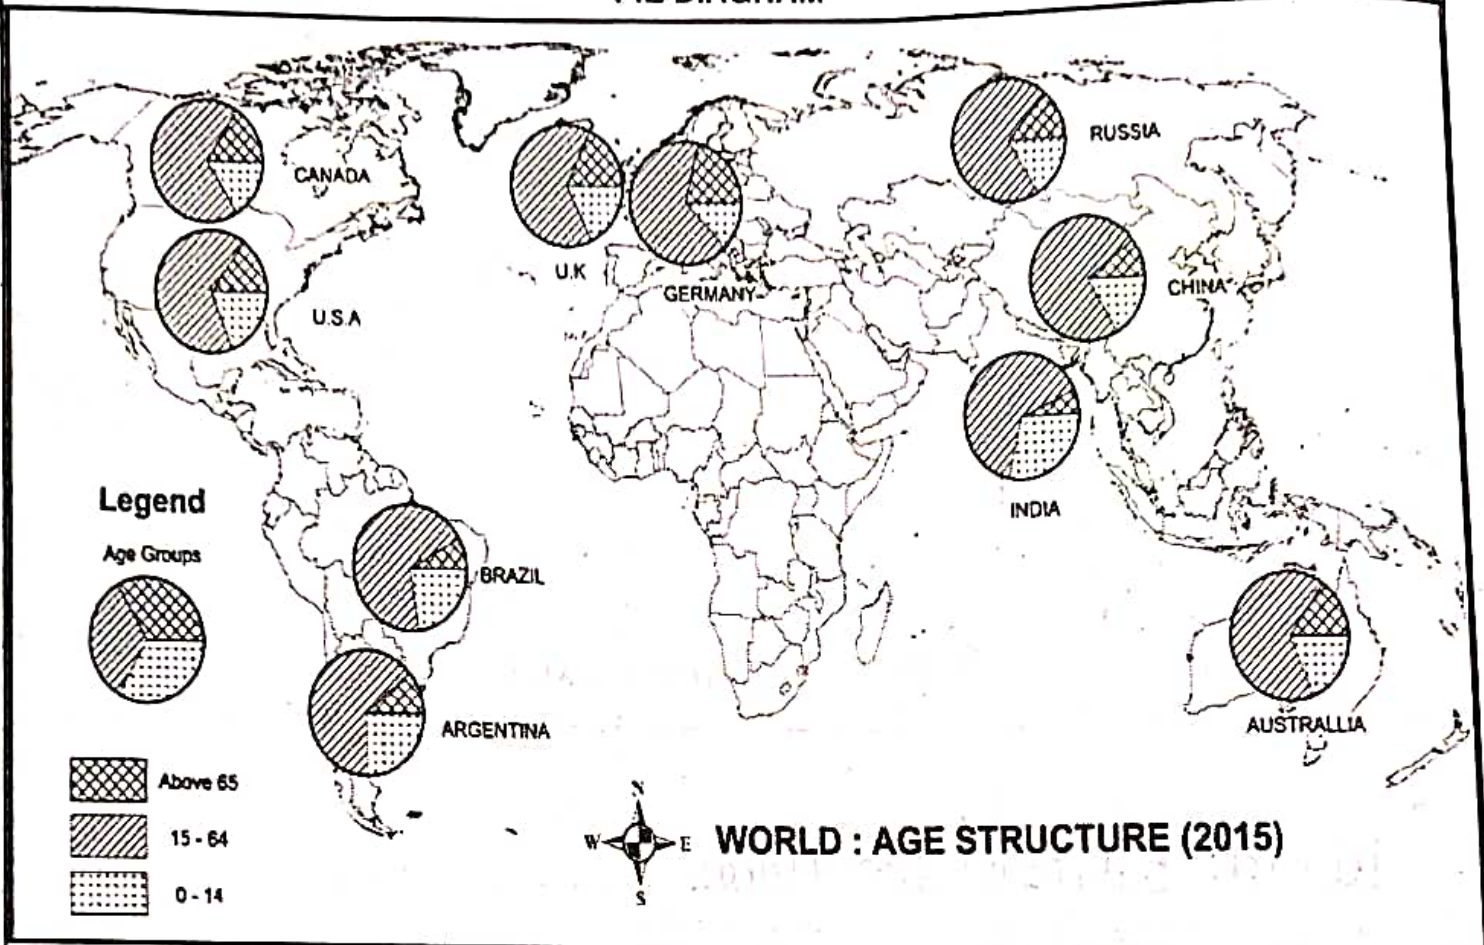 CANADA
RUSSIA
U.K
GERMANY
CHINA
U.S.A
INDIA
Legend
Age Groups
BRAZIL
ARGENTINA
AUSTRALLIA
Above 65
15 - 64
0 - 14
N
W E
S
WORLD : AGE STRUCTURE (2015)